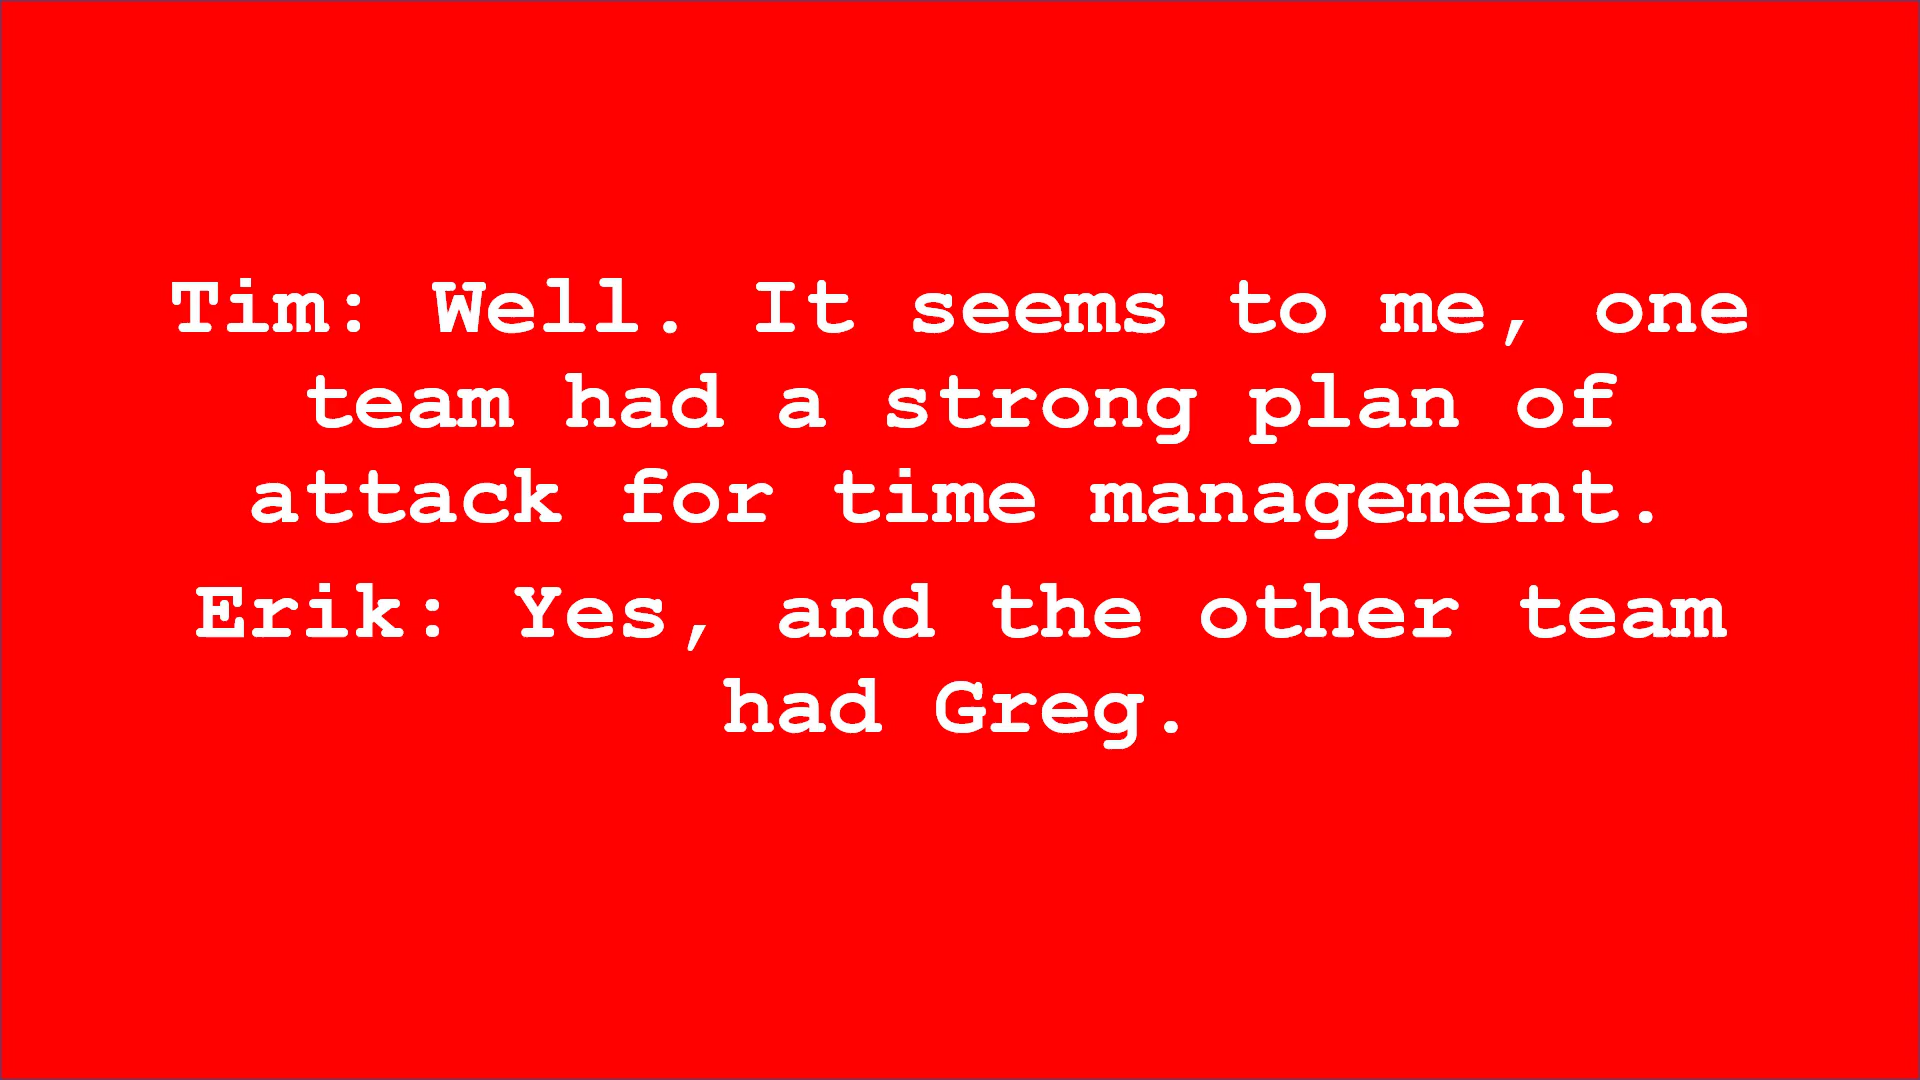 Tim: Well. It seems to me, one
team had a strong plan of
attack for time management.
Erik: Yes, and the other team
had Greg.